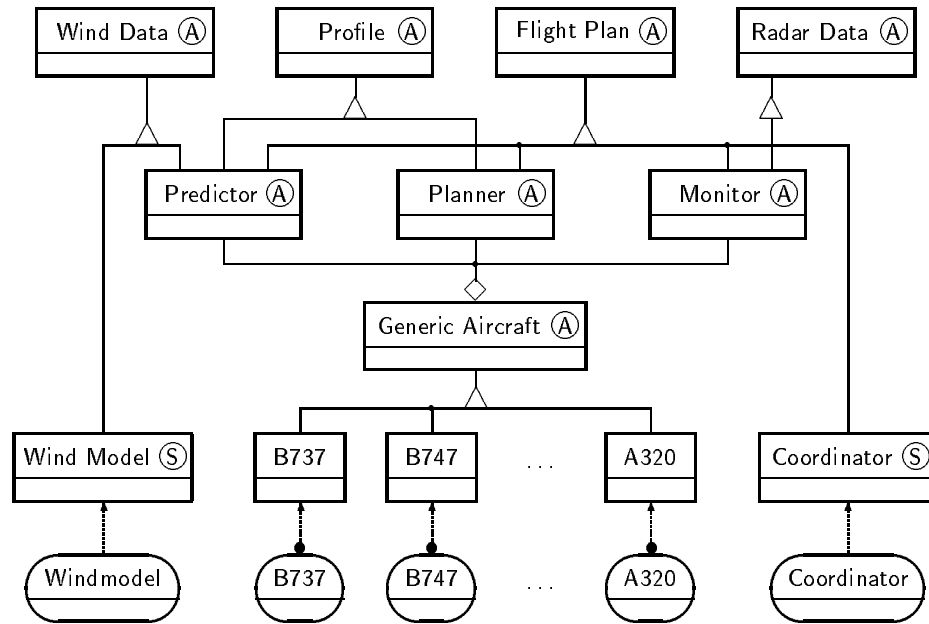 Wind Data Ⓐ
Profile Ⓐ
Flight Plan Ⓐ
Radar Data Ⓐ
Predictor Ⓐ
Planner Ⓐ
Monitor Ⓐ
Generic Aircraft Ⓐ
Wind Model Ⓢ
B737
B747
...
A320
Coordinator Ⓢ
Windmodel
B737
B747
...
A320
Coordinator